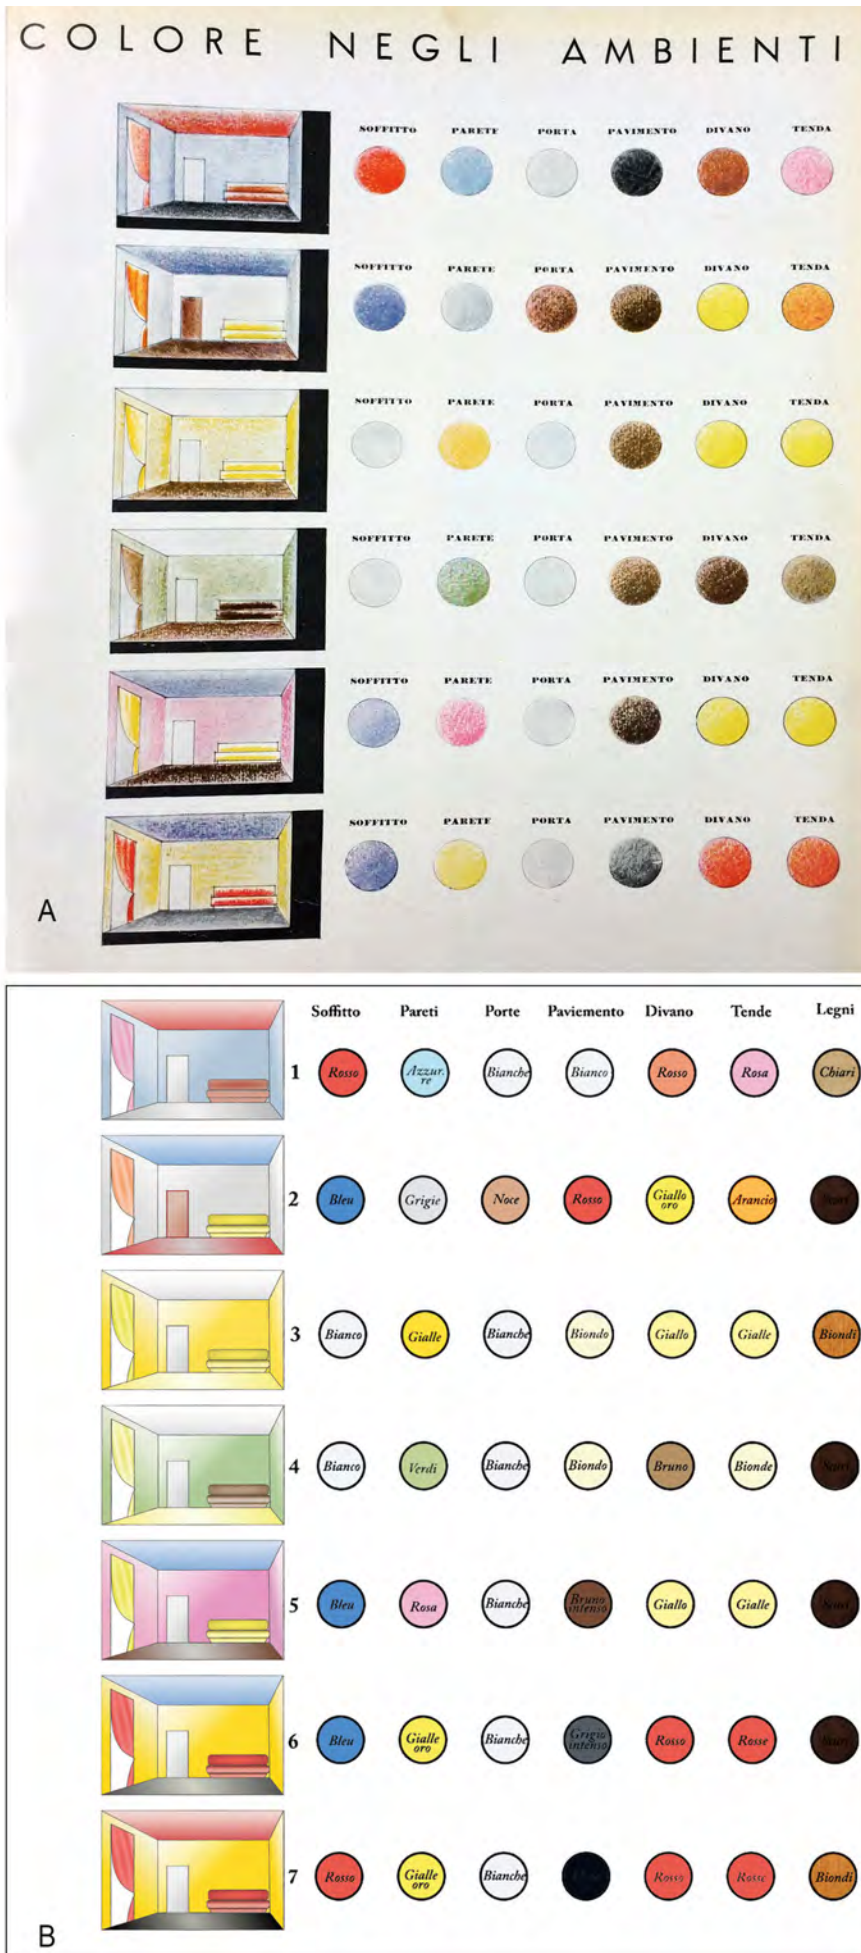 COLORE NEGLI AMBIENTI
SOFFITTO PARETE PORTA PAVIMENTO DIVANO TENDA
SOFFITTO PARETE PORTA PAVIMENTO DIVANO TENDA
SOFFITTO PARETE PORTA PAVIMENTO DIVANO TENDA
SOFFITTO PARETE PORTA PAVIMENTO DIVANO TENDA
SOFFITTO PARETE PORTA PAVIMENTO DIVANO TENDA
SOFFITTO PARETE PORTA PAVIMENTO DIVANO TENDA
A
Soffitto Pareti Porte Paviemento Divano Tende Legni
1 Rosso Azzur. re Bianche Bianco Rosso Rosa Chiari
2 Bleu Grigie Noce Rosso Giallo oro Arancio
3 Bianco Gialle Bianche Biondo Giallo Gialle Biondi
4 Bianco Verdi Bianche Biondo Bruno Bionde
5 Bleu Rosa Bianche Bruno intenso Giallo Gialle
6 Bleu Gialle oro Bianche Grigio intenso Rosso Rosse
7 Rosso Gialle oro Bianche Rosso Rosse Biondi
B